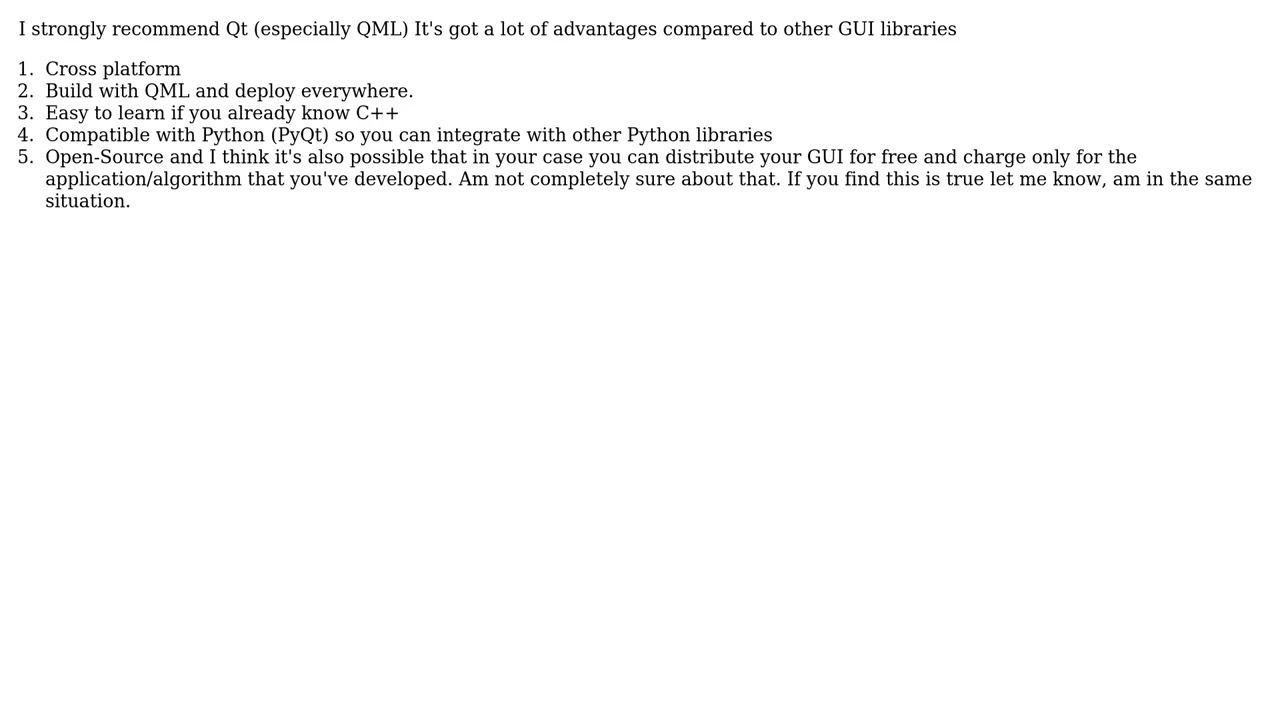 I strongly recommend Qt (especially QML) It's got a lot of advantages compared to other GUI libraries
1. Cross platform
2. Build with QML and deploy everywhere.
3. Easy to learn if you already know C++
4. Compatible with Python (PyQt) so you can integrate with other Python libraries
5. Open-Source and I think it's also possible that in your case you can distribute your GUI for free and charge only for the
application/algorithm that you've developed. Am not completely sure about that. If you find this is true let me know, am in the same
situation.